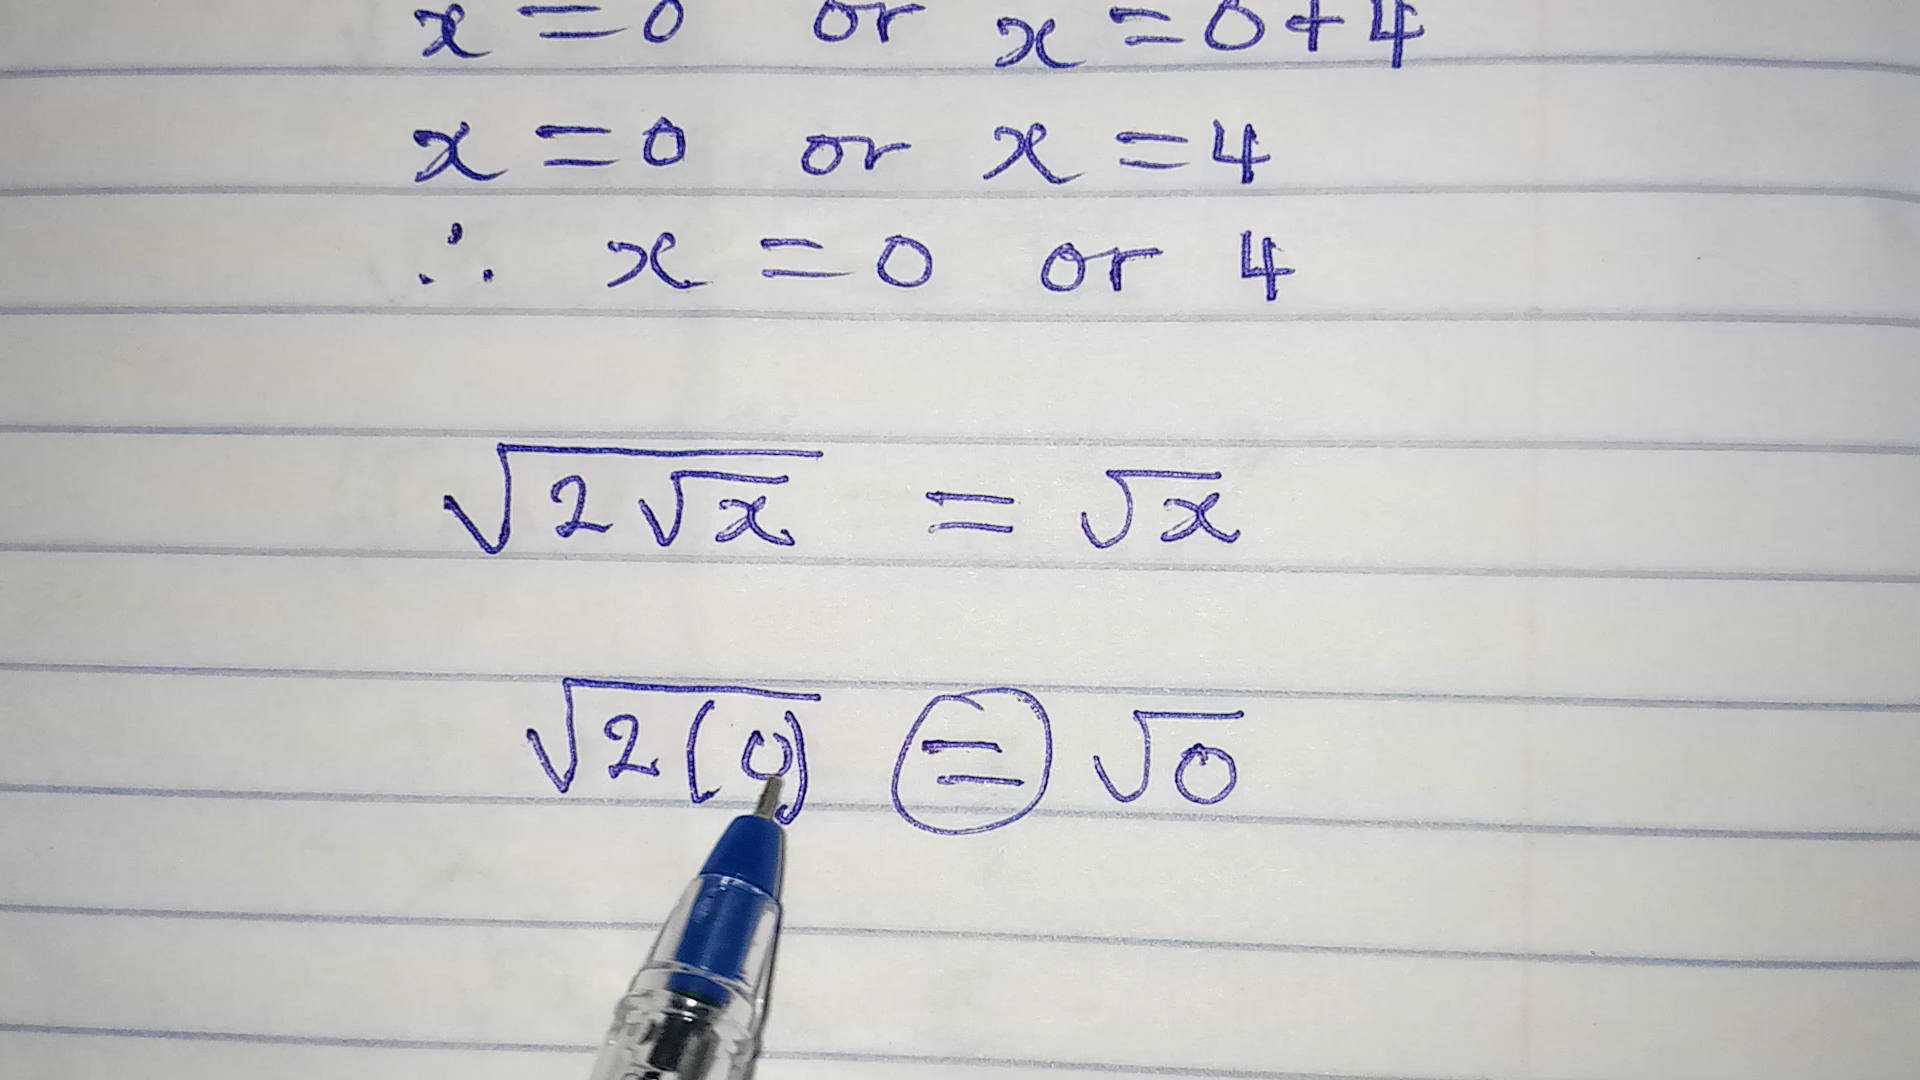 x = 0 or x = 0 + 4
x = 0 or x = 4
∴ x = 0 or 4
√(2√x) = √x
√2(0) = √0